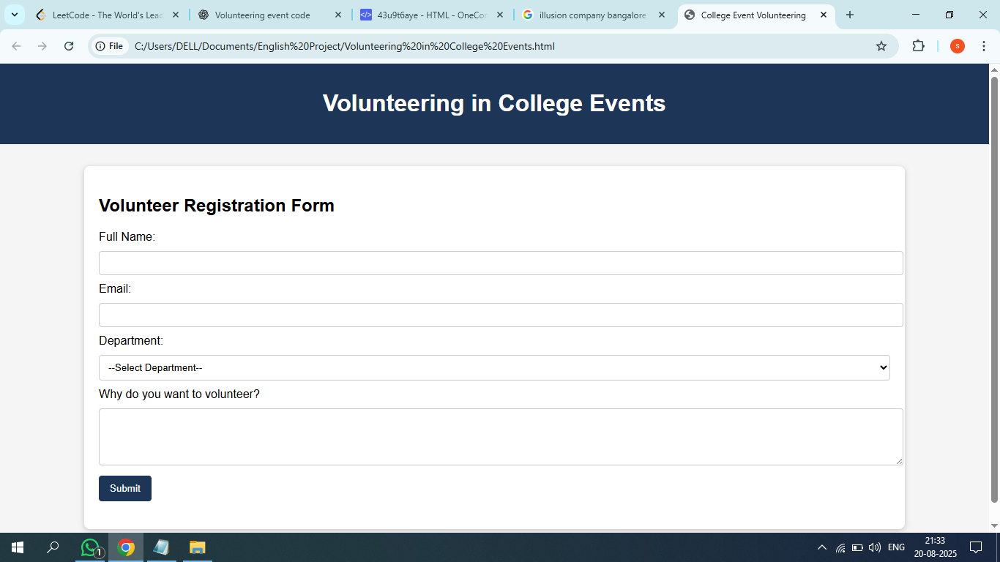 LeetCode - The World's Leac
Volunteering event code
43u9t6aye - HTML - OneCor
illusion company bangalore
College Event Volunteering
File
C:/Users/DELL/Documents/English%20Project/Volunteering%20in%20College%20Events.html
s
Volunteering in College Events
Volunteer Registration Form
Full Name:
Email:
Department:
--Select Department--
Why do you want to volunteer?
Submit
1
ENG
21:33
20-08-2025